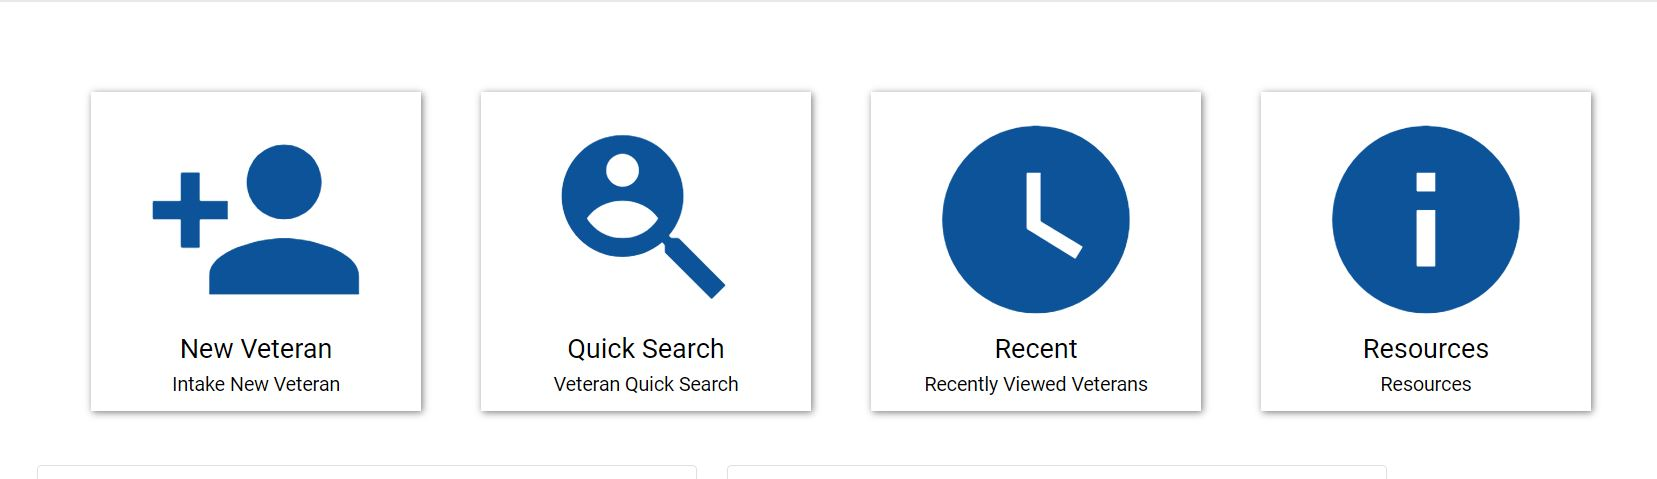 New Veteran
Intake New Veteran
Quick Search
Veteran Quick Search
Recent
Recently Viewed Veterans
Resources
Resources